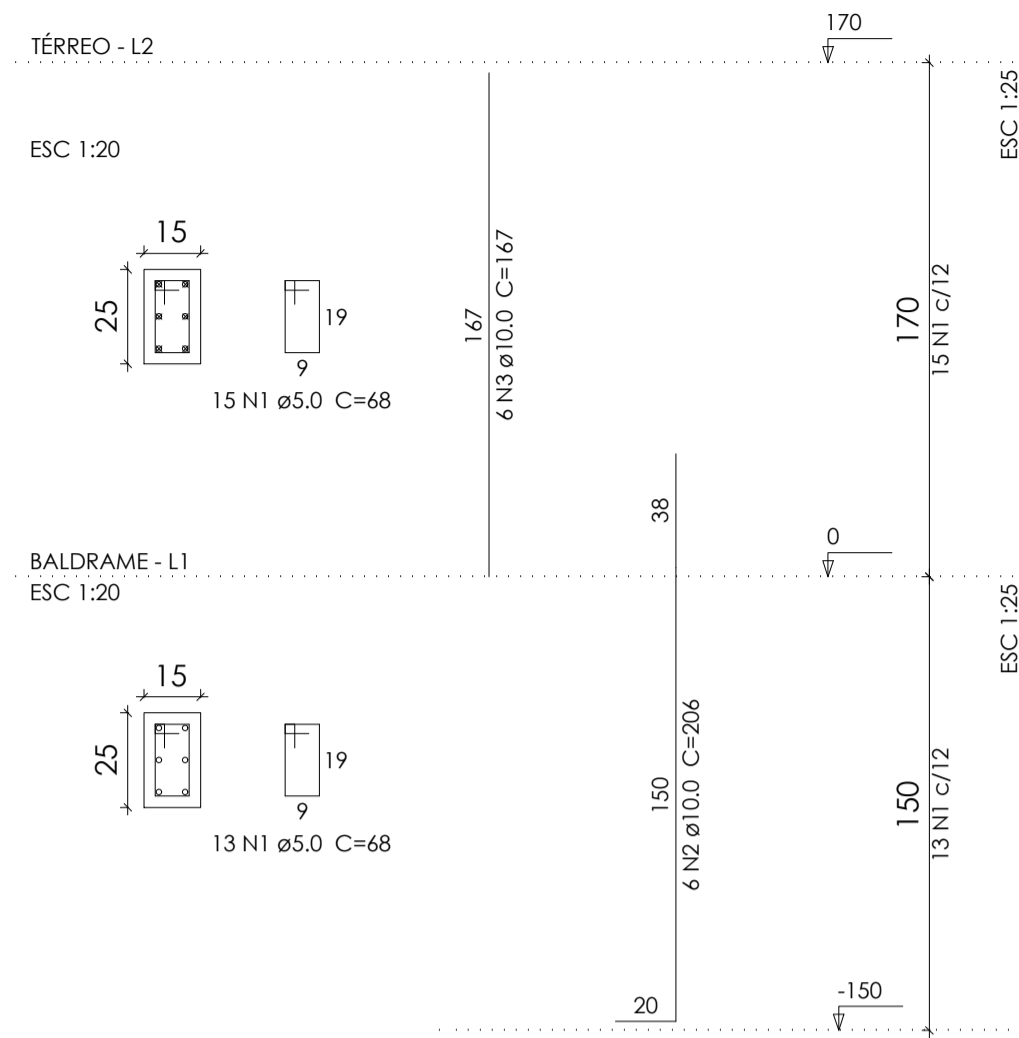 170
TÉRREO - L2
ESC 1:25
ESC 1:20
15
25
19
9
15 N1 ø5.0 C=68
167
6 N3 ø10.0 C=167
170
15 N1 c/12
38
0
BALDRAME - L1
ESC 1:20
ESC 1:25
15
25
19
9
13 N1 ø5.0 C=68
150
6 N2 ø10.0 C=206
150
13 N1 c/12
20
-150